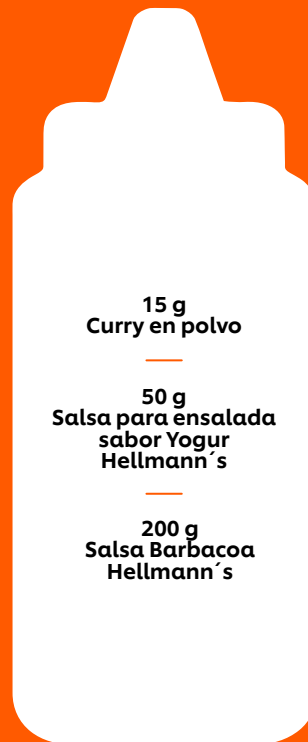 15 g
Curry en polvo
50 g
Salsa para ensalada
sabor Yogur
Hellmann´s
200 g
Salsa Barbacoa
Hellmann´s